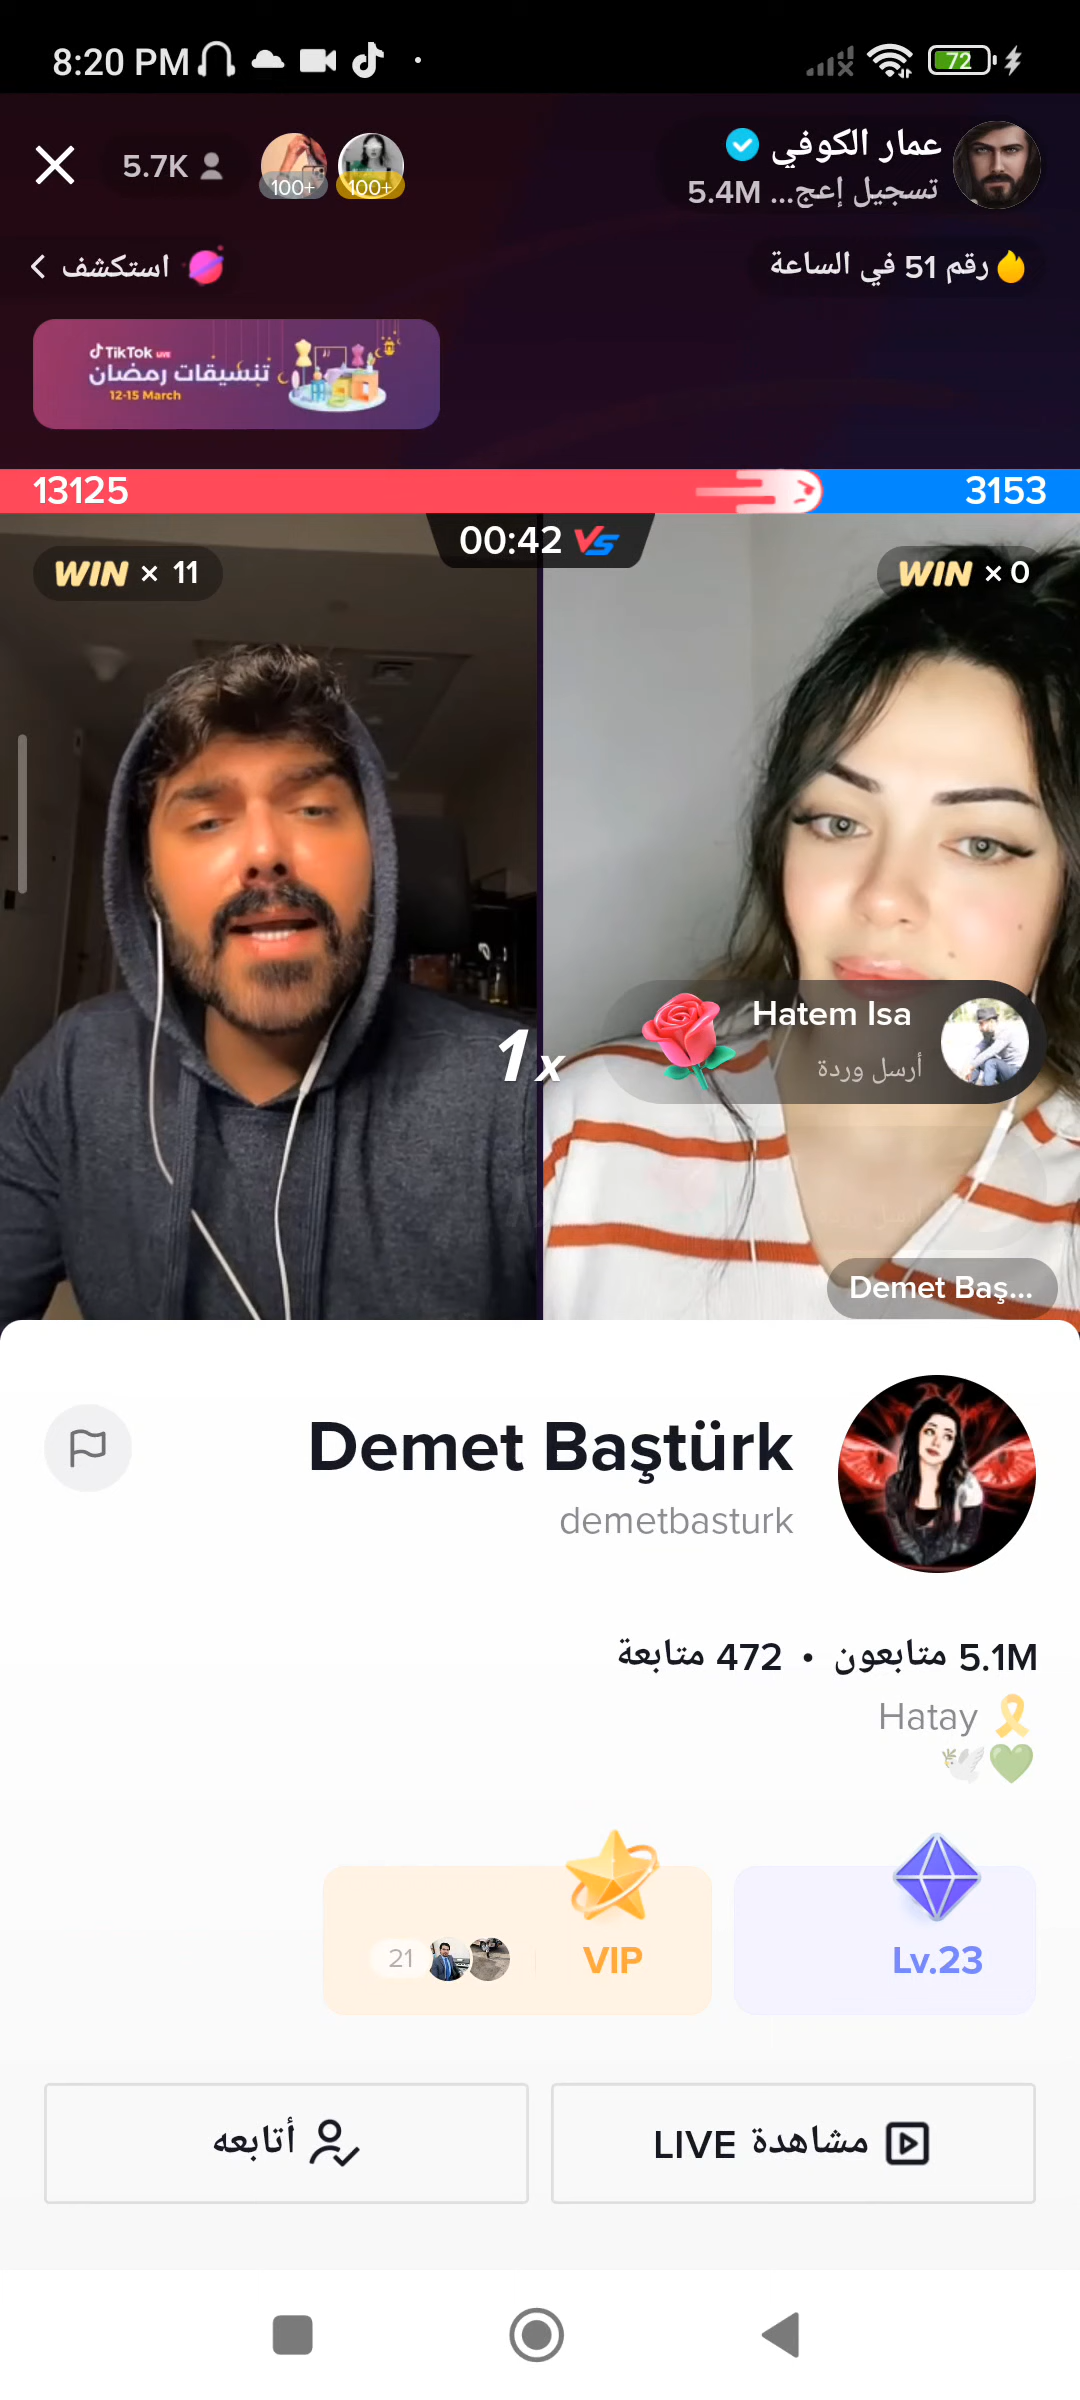 8:20 PM
72
5.7K
100+
100+
عمار الكوفي
تسجيل إعج... 5.4M
استكشف
رقم 51 في الساعة
TikTok LIVE
تنسيقات رمضان
12-15 March
13125
3153
00:42 VS
WIN × 11
WIN × 0
Hatem Isa
أرسل وردة
1x
Demet Baş...
Demet Baştürk
demetbasturk
5.1M متابعون • 472 متابعة
Hatay
21
VIP
Lv.23
أتابعه
مشاهدة LIVE